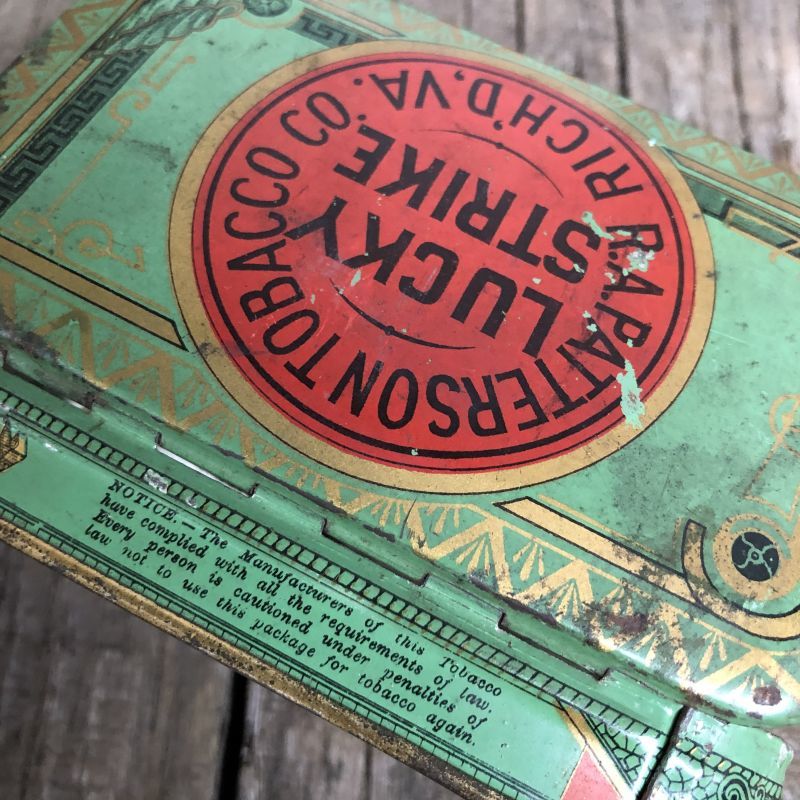 R.A. PATTERSON TOBACCO CO.
RICH'D, VA.
LUCKY
STRIKE
NOTICE.—The Manufacturers of this Tobacco
have complied with all the requirements of law.
Every person is cautioned under penalties of
law not to use this package for tobacco again.